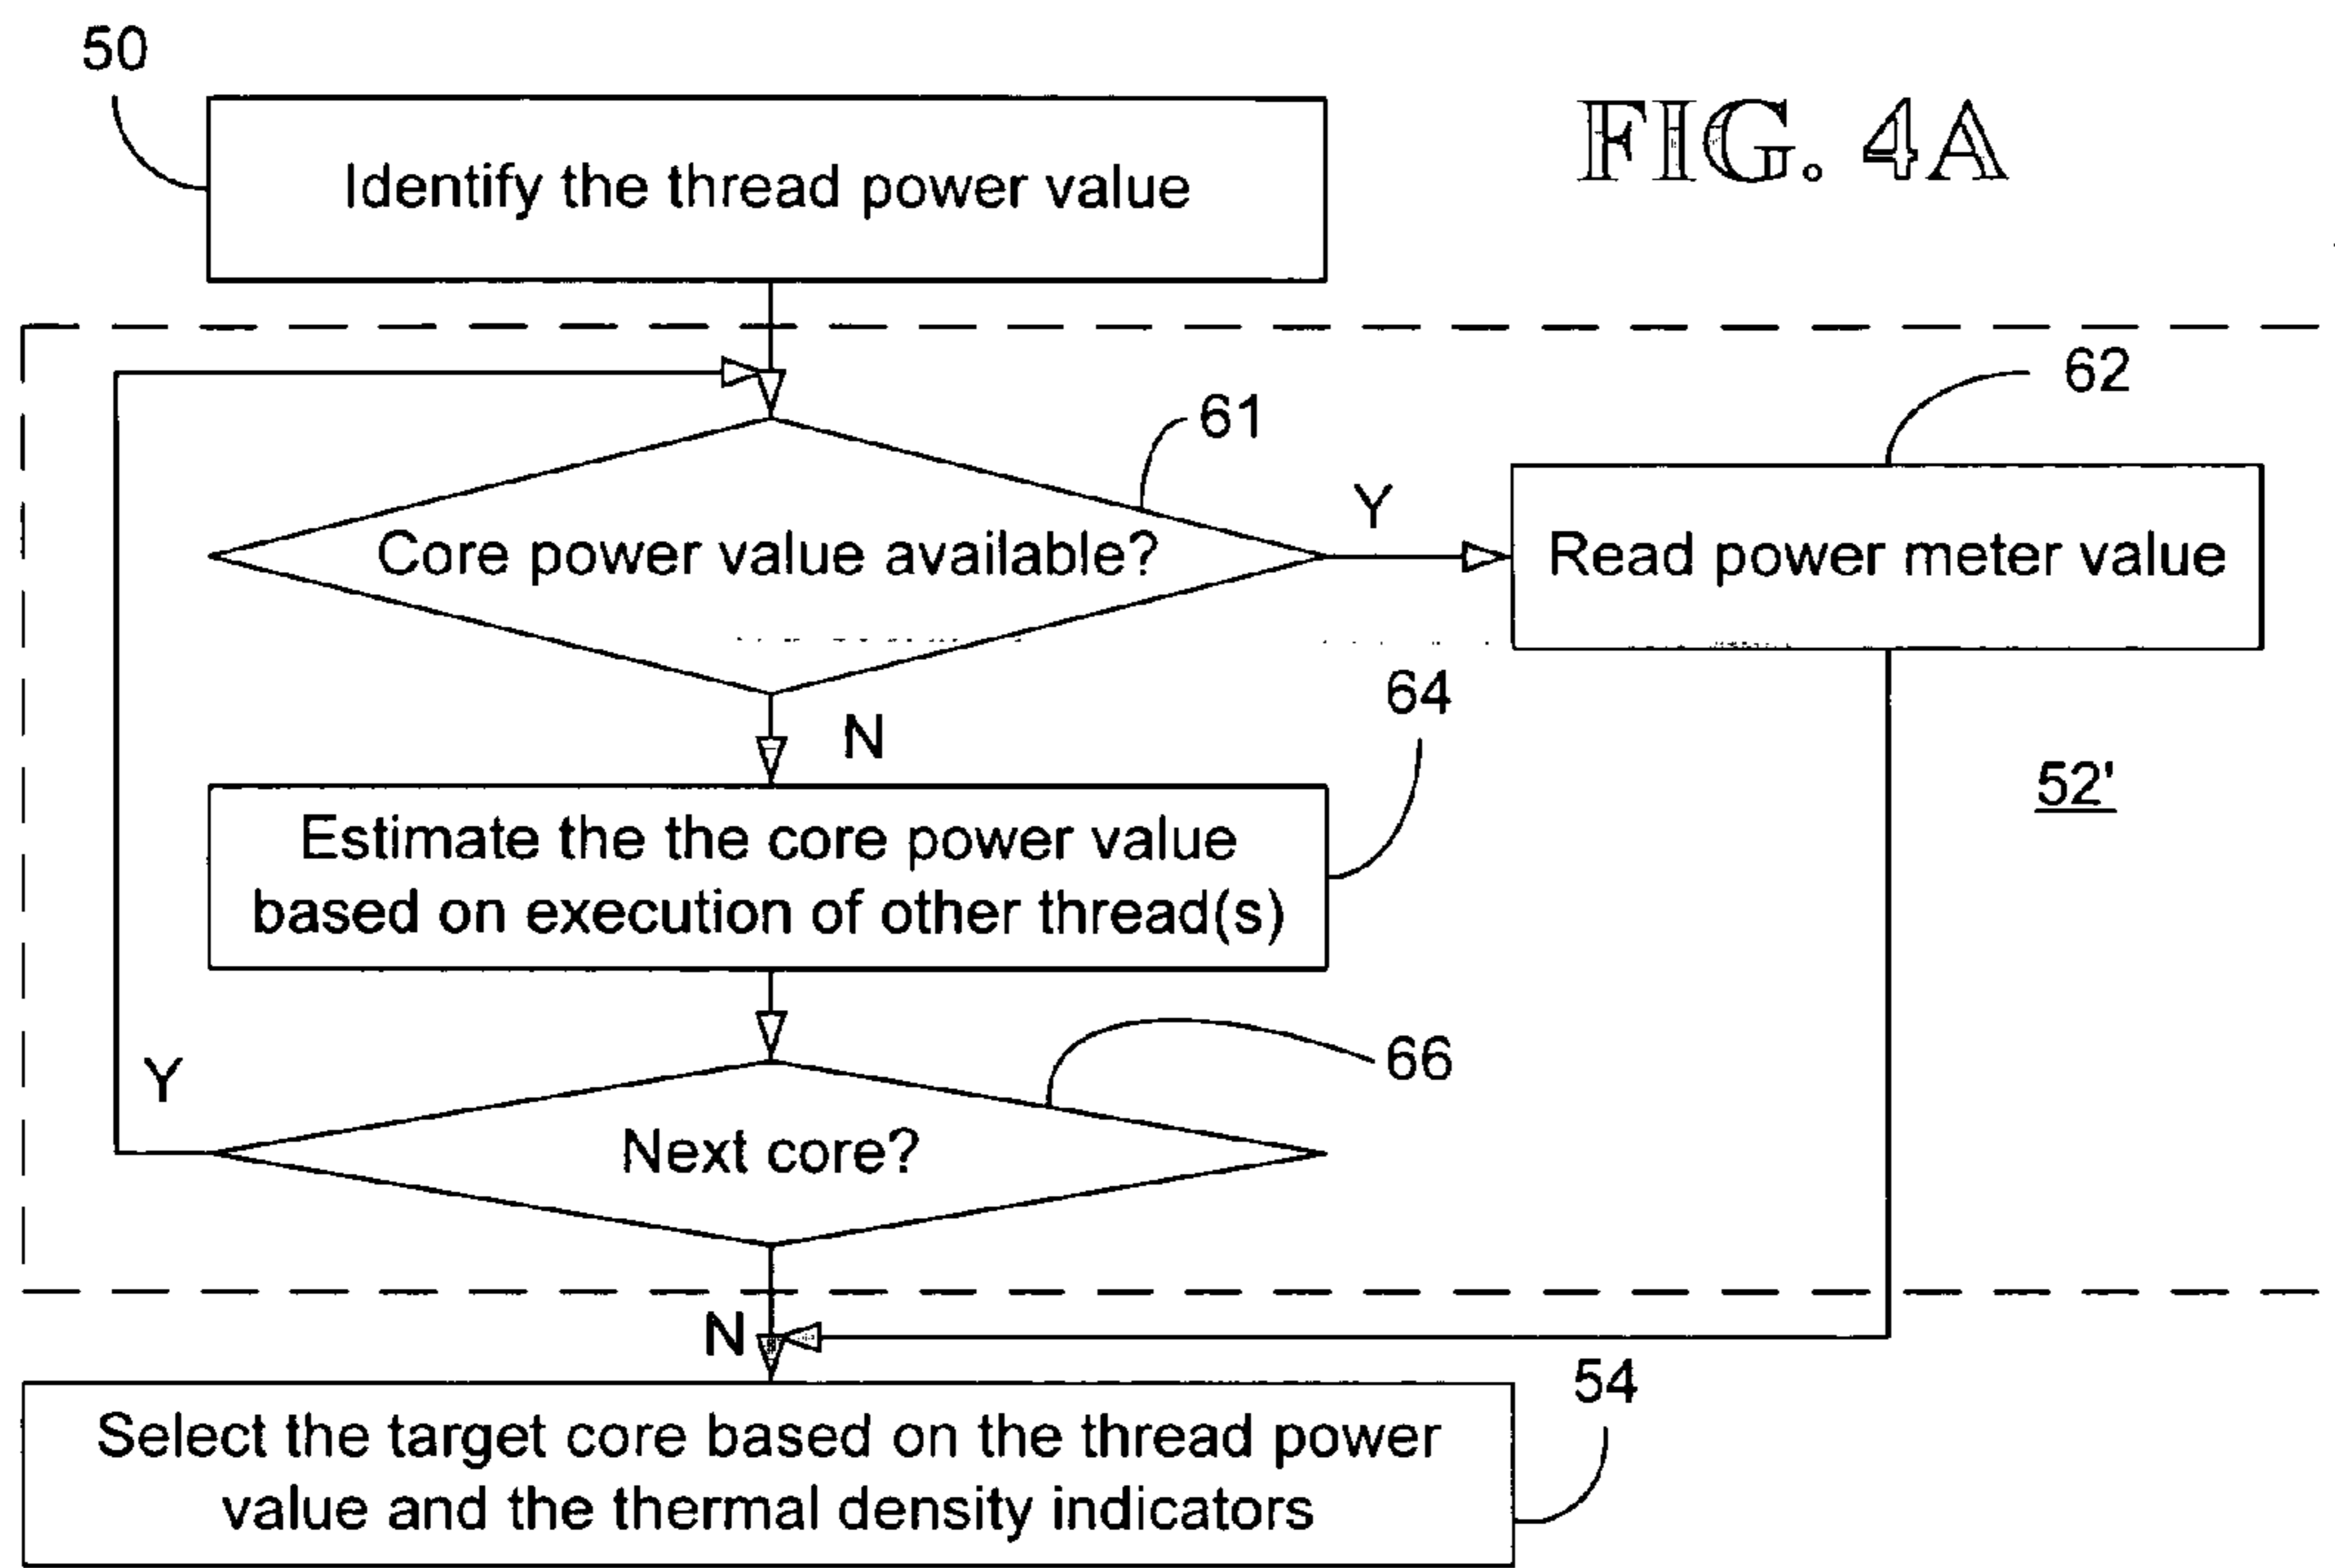 50
FIG. 4A
Identify the thread power value
62
61
Y
Core power value available?
Read power meter value
64
N
52'
Estimate the the core power value
based on execution of other thread(s)
66
Y
Next core?
N
54
Select the target core based on the thread power
value and the thermal density indicators